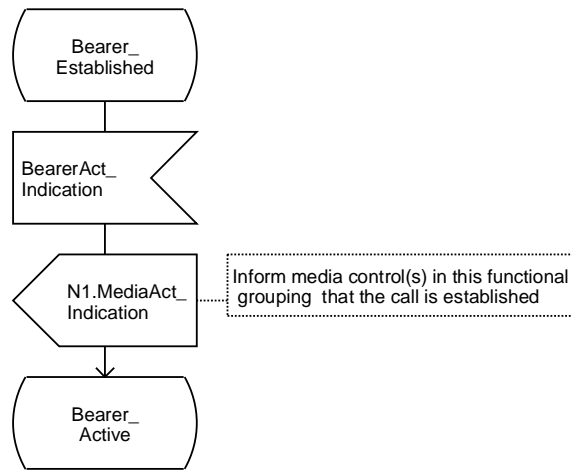 Bearer_
Established
BearerAct_
Indication
N1.MediaAct_
Indication
Inform media control(s) in this functional
grouping  that the call is established
Bearer_
Active